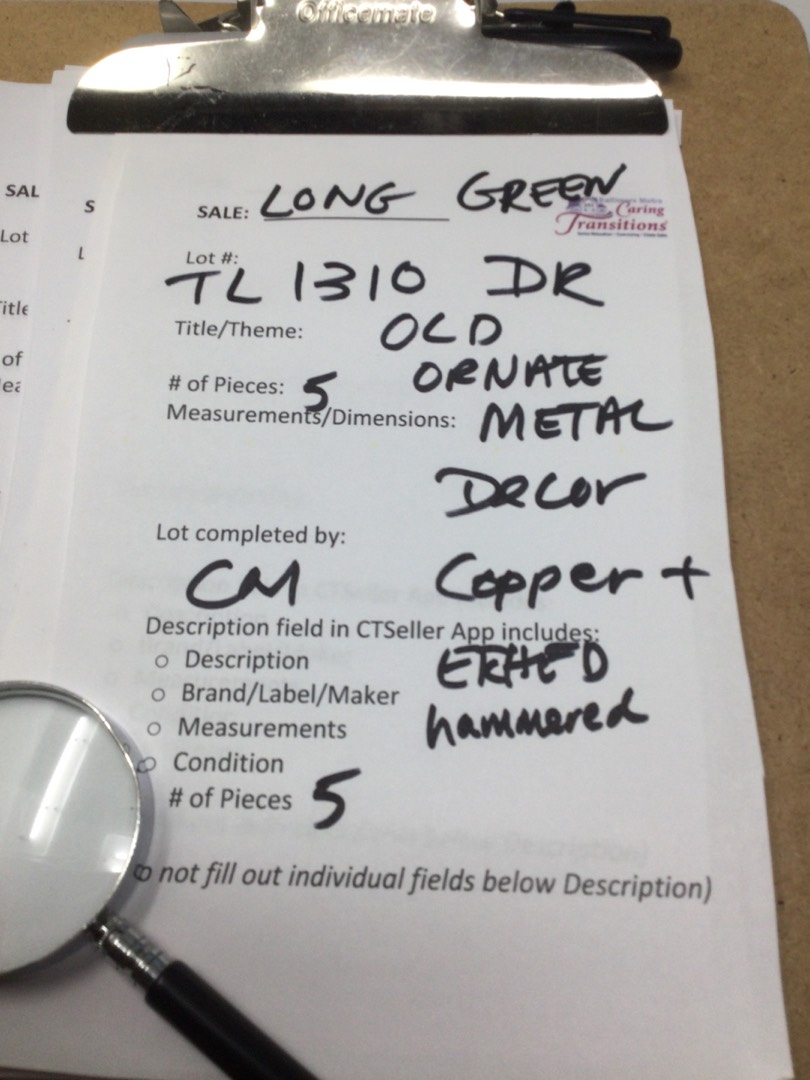 Officemate
SAL
S
SALE: LONG GREEN
Caring
Transitions
Lot
L
Lot #:
TL 1310 DR
Title/Theme: OLD
ORNATE
# of Pieces: 5
Measurements/Dimensions: METAL
Decor
Lot completed by:
CM Copper +
Description field in CTSeller App includes:
o Description
o Brand/Label/Maker
hammered
o Measurements
o Condition
# of Pieces 5
o not fill out individual fields below Description)